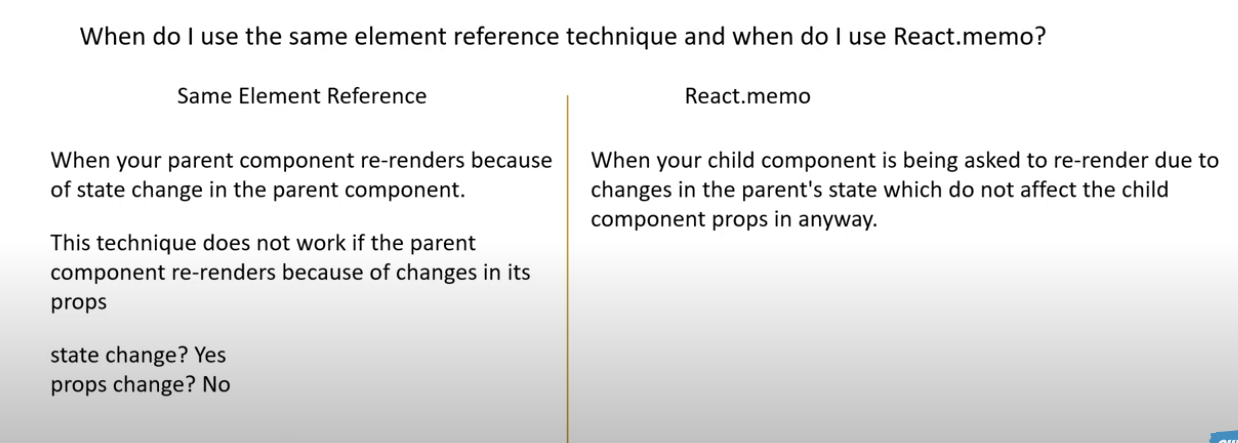 When do I use the same element reference technique and when do I use React.memo?
Same Element Reference
When your parent component re-renders because
of state change in the parent component.
This technique does not work if the parent
component re-renders because of changes in its
props
state change? Yes
props change? No
React.memo
When your child component is being asked to re-render due to
changes in the parent's state which do not affect the child
component props in anyway.